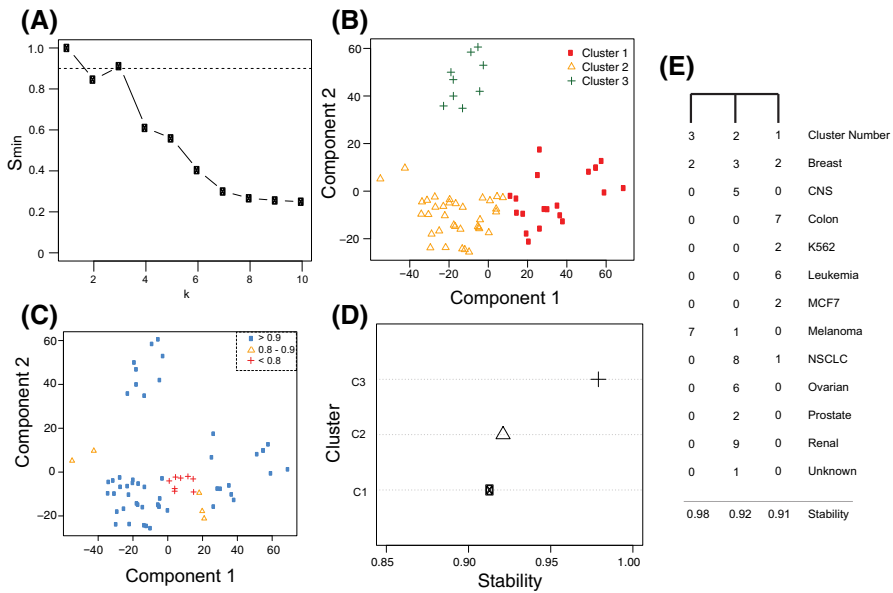 (A)
1.0
0.8
0.6
0.4
0.2
0
Smin
2 4 6 8 10
k
(B)
60
40
20
0
−20
Component 2
−40 −20 0 20 40 60
Component 1
Cluster 1
Cluster 2
Cluster 3
(C)
60
40
20
0
−20
Component 2
−40 −20 0 20 40 60
Component 1
> 0.9
0.8 - 0.9
< 0.8
(D)
C3
C2
C1
Cluster
0.85 0.90 0.95 1.00
Stability
(E)
3 2 1 Cluster Number
2 3 2 Breast
0 5 0 CNS
0 0 7 Colon
0 0 2 K562
0 0 6 Leukemia
0 0 2 MCF7
7 1 0 Melanoma
0 8 1 NSCLC
0 6 0 Ovarian
0 2 0 Prostate
0 9 0 Renal
0 1 0 Unknown
0.98 0.92 0.91 Stability